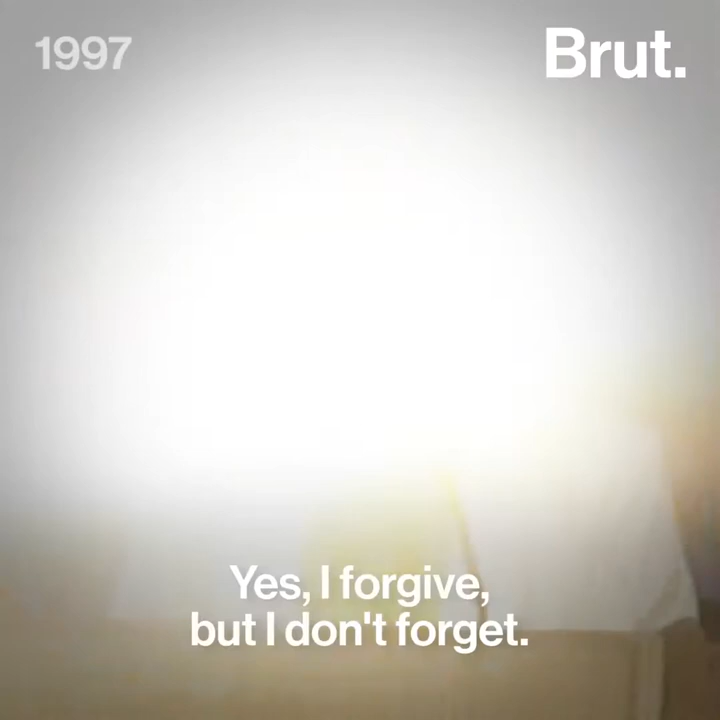 1997
Brut.
Yes, I forgive,
but I don't forget.